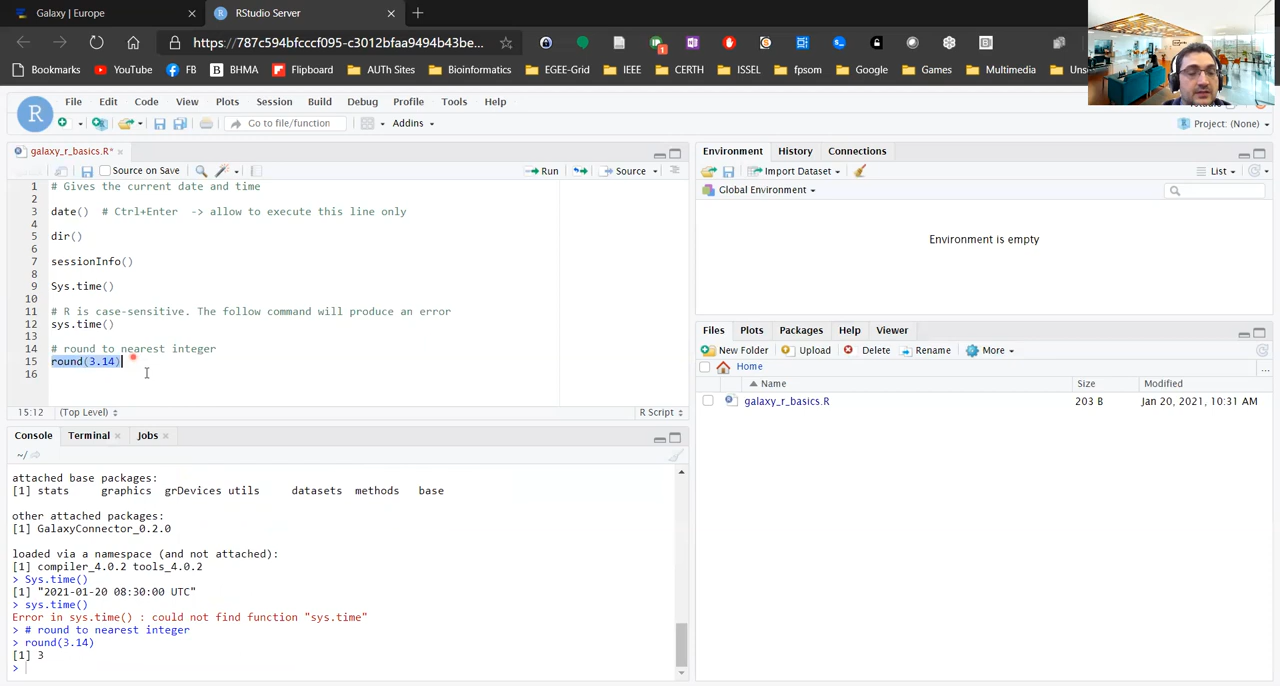 Galaxy | Europe
RStudio Server
https://787c594bfcccf095-c3012bfaa9494b43be...
Bookmarks YouTube FB BHMA Flipboard AUTh Sites Bioinformatics EGEE-Grid IEEE CERTH ISSEL fpsom Google Games Multimedia Uns
File Edit Code View Plots Session Build Debug Profile Tools Help
Go to file/function Addins
Project: (None)
galaxy_r_basics.R*
Source on Save Run Source
1 # Gives the current date and time
2
3 date() # Ctrl+Enter -> allow to execute this line only
4
5 dir()
6
7 sessionInfo()
8
9 Sys.time()
10
11 # R is case-sensitive. The follow command will produce an error
12 sys.time()
13
14 # round to nearest integer
15 round(3.14)
16
15:12 (Top Level) R Script
Console Terminal Jobs
~/
attached base packages:
[1] stats graphics grDevices utils datasets methods base
other attached packages:
[1] GalaxyConnector_0.2.0
loaded via a namespace (and not attached):
[1] compiler_4.0.2 tools_4.0.2
> Sys.time()
[1] "2021-01-20 08:30:00 UTC"
> sys.time()
Error in sys.time() : could not find function "sys.time"
> # round to nearest integer
> round(3.14)
[1] 3
>
Environment History Connections
Import Dataset List
Global Environment
Environment is empty
Files Plots Packages Help Viewer
New Folder Upload Delete Rename More
Home
Name Size Modified
galaxy_r_basics.R 203 B Jan 20, 2021, 10:31 AM